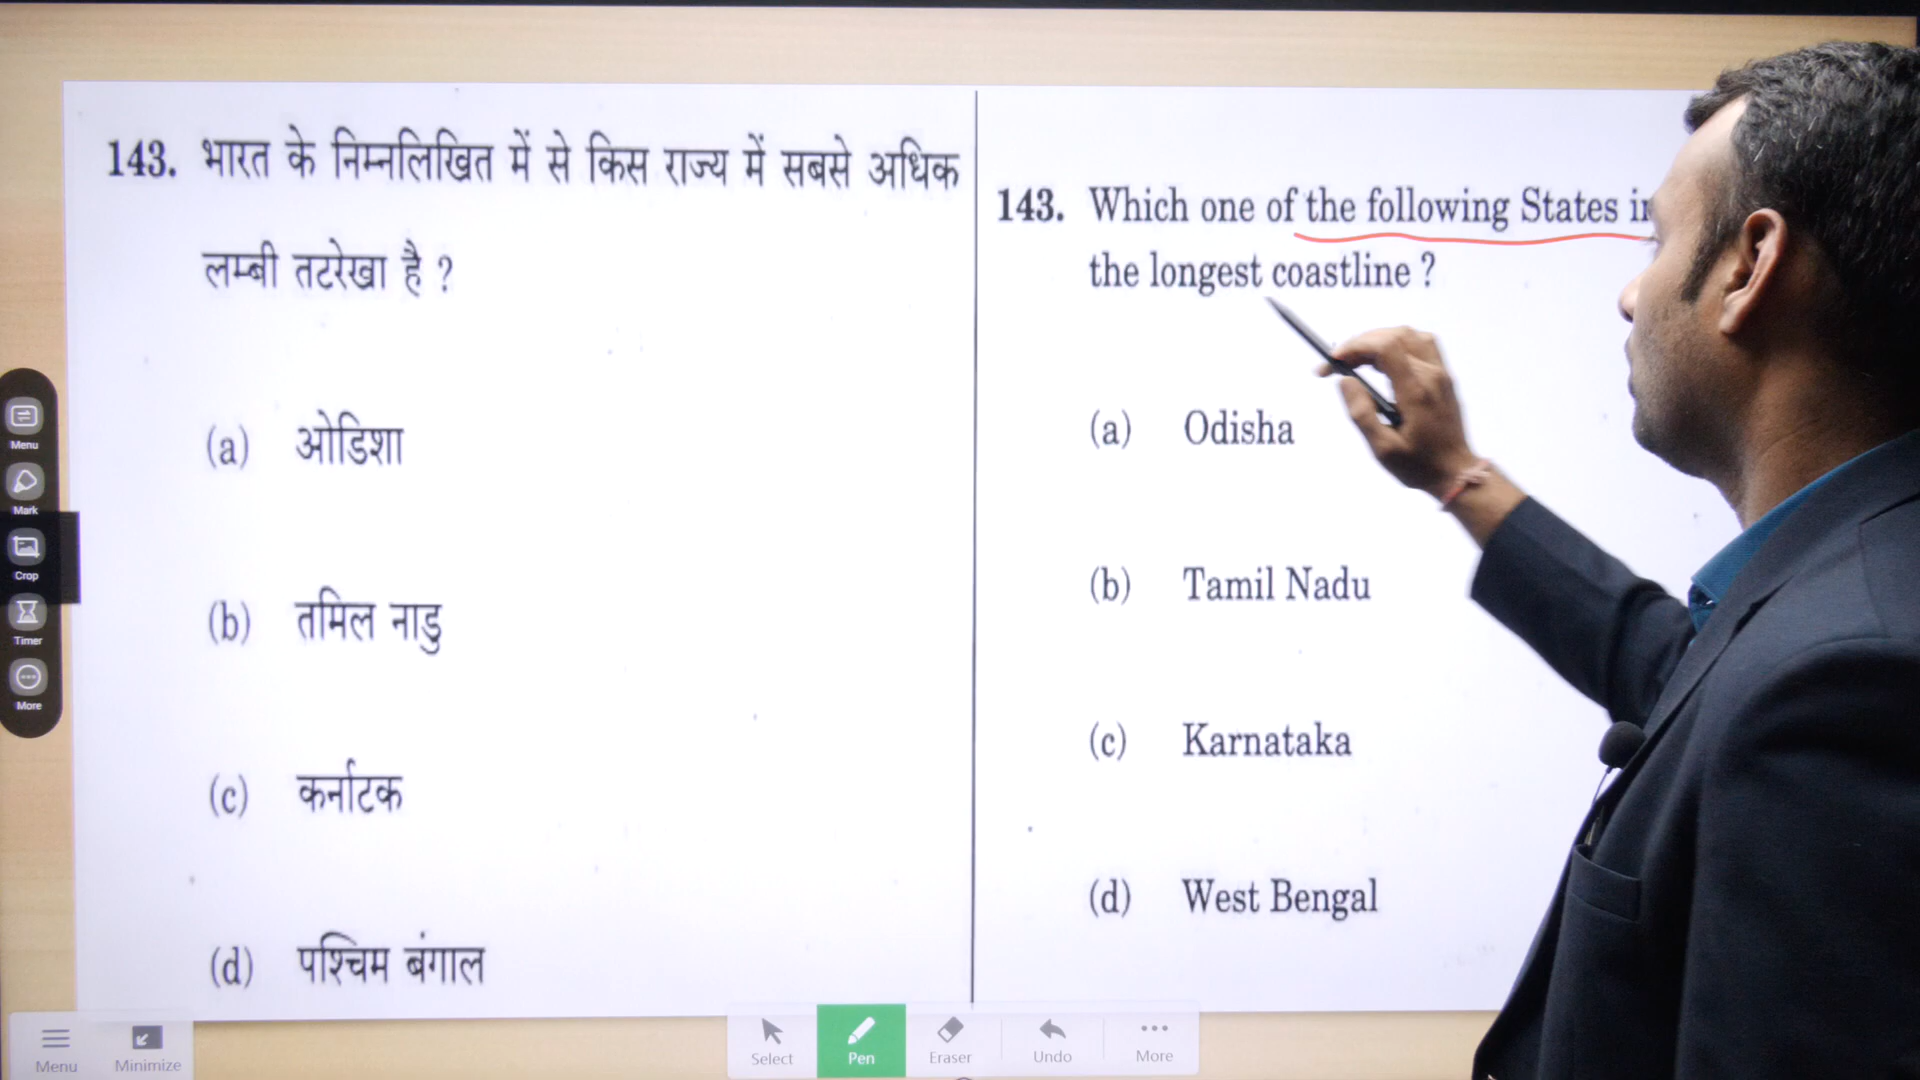 143. भारत के निम्नलिखित में से किस राज्य में सबसे अधिक
लम्बी तटरेखा है ?
(a) ओडिशा
(b) तमिल नाडु
(c) कर्नाटक
(d) पश्चिम बंगाल
143. Which one of the following States in
the longest coastline ?
(a) Odisha
(b) Tamil Nadu
(c) Karnataka
(d) West Bengal
Menu
Mark
Crop
Timer
More
Menu
Minimize
Select
Pen
Eraser
Undo
More